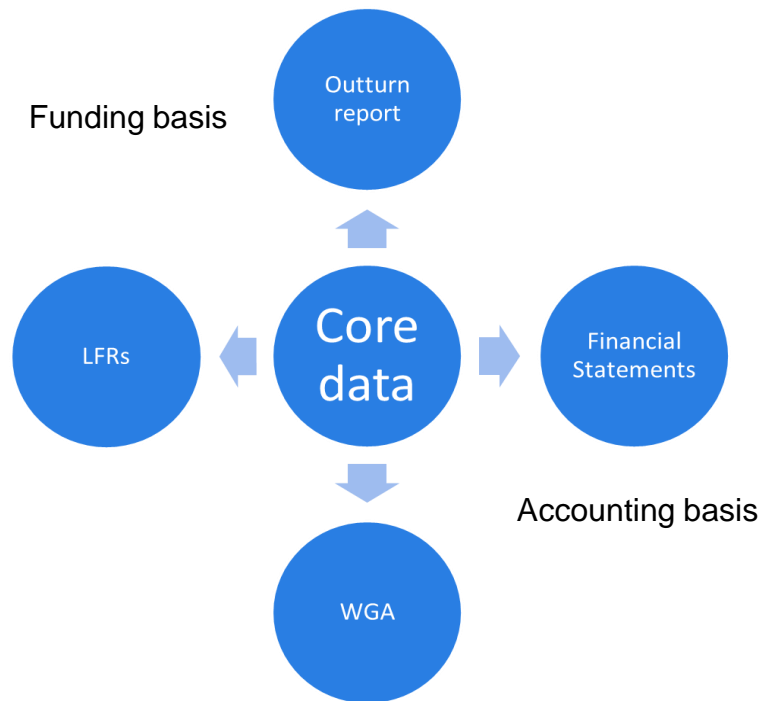 Outturn
report
Funding basis
LFRs
Core
data
Financial
Statements
Accounting basis
WGA